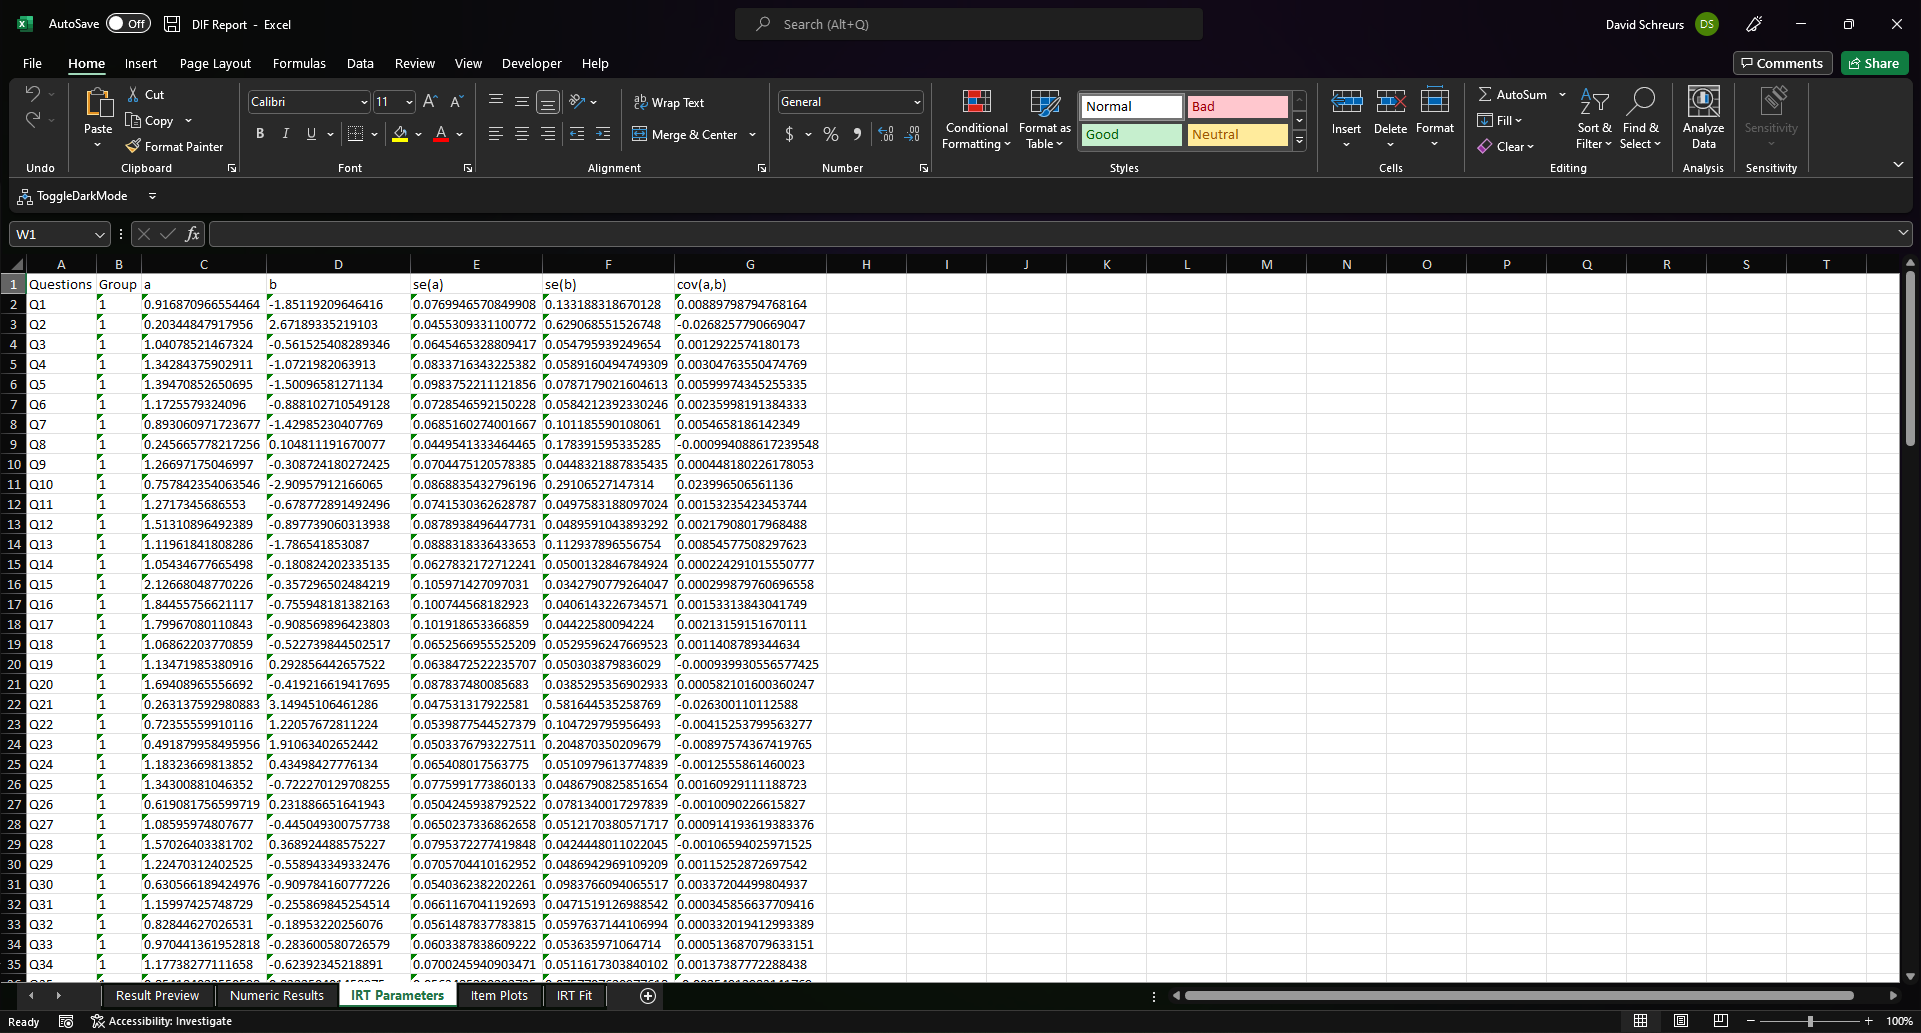 AutoSave Off DIF Report - Excel Search (Alt+Q) David Schreurs DS
File Home Insert Page Layout Formulas Data Review View Developer Help Comments Share
Paste Cut Copy Format Painter
Calibri 11 Wrap Text General
B I U Merge & Center $ %
Conditional Formatting Format as Table Normal Bad Good Neutral
Insert Delete Format AutoSum Fill Clear Sort & Filter Find & Select Analyze Data Sensitivity
Undo Clipboard Font Alignment Number Styles Cells Editing Analysis Sensitivity
ToggleDarkMode
W1 fx
A B C D E F G H I J K L M N O P Q R S T
1 Questions Group a b se(a) se(b) cov(a,b)
2 Q1 1 0.916870966554464 -1.85119209646416 0.0769946570849908 0.133188318670128 0.00889798794768164
3 Q2 1 0.20344847917956 2.67189335219103 0.0455309331100772 0.629068551526748 -0.0268257790669047
4 Q3 1 1.04078521467324 -0.561525408289346 0.0645465328809417 0.054795939249654 0.0012922574180173
5 Q4 1 1.34284375902911 -1.0721982063913 0.0833716343225382 0.0589160494749309 0.00304763550474769
6 Q5 1 1.39470852650695 -1.50096581271134 0.0983752211121856 0.0787179021604613 0.00599974345255335
7 Q6 1 1.1725579324096 -0.888102710549128 0.0728546592150228 0.0584212392330246 0.00235998191384333
8 Q7 1 0.893060971723677 -1.42985230407769 0.0685160274001667 0.101185590108061 0.0054658186142349
9 Q8 1 0.245665778217256 0.104811191670077 0.0449541333464465 0.178391595335285 -0.000994088617239548
10 Q9 1 1.26697175046997 -0.308724180272425 0.0704475120578385 0.0448321887835435 0.000448180226178053
11 Q10 1 0.757842354063546 -2.90957912166065 0.0868835432796196 0.29106527147314 0.023996506561136
12 Q11 1 1.2717345686553 -0.678772891492496 0.0741530362628787 0.0497583188097024 0.00153235423453744
13 Q12 1 1.51310896492389 -0.897739060313938 0.0878938496447731 0.0489591043893292 0.00217908017968488
14 Q13 1 1.11961841808286 -1.786541853087 0.0888318336433653 0.112937896556754 0.00854577508297623
15 Q14 1 1.05434677665498 -0.180824202335135 0.0627832172712241 0.0500132846784924 0.000224291015550777
16 Q15 1 2.12668048770226 -0.357296502484219 0.105971427097031 0.0342790779264047 0.000299879760696558
17 Q16 1 1.84455756621117 -0.755948181382163 0.100744568182923 0.0406143226734571 0.00153313843041749
18 Q17 1 1.79967080110843 -0.908569896423803 0.101918653366859 0.04422580094224 0.00213159151670111
19 Q18 1 1.06862203770859 -0.522739844502517 0.0652566955525209 0.0529596247669523 0.0011408789344634
20 Q19 1 1.13471985380916 0.292856442657522 0.0638472522235707 0.050303879836029 -0.000939930556577425
21 Q20 1 1.69408965556692 -0.419216619417695 0.087837480085683 0.0385295356902933 0.000582101600360247
22 Q21 1 0.263137592980883 3.14945106461286 0.047531317922581 0.581644535258769 -0.026300110112588
23 Q22 1 0.72355559910116 1.22057672811224 0.0539877544527379 0.104729795956493 -0.00415253799563277
24 Q23 1 0.491879958495956 1.91063402652442 0.0503376793227511 0.204870350209679 -0.00897574367419765
25 Q24 1 1.18323669813852 0.43498427776134 0.065408017563775 0.0510979613774839 -0.0012555861460023
26 Q25 1 1.34300881046352 -0.722270129708255 0.0775991773860133 0.0486790825851654 0.00160929111188723
27 Q26 1 0.619081756599719 0.231886651641943 0.0504245938792522 0.0781340017297839 -0.0010090226615827
28 Q27 1 1.08595974807677 -0.445049300757738 0.0650237336862658 0.0512170380571717 0.000914193619383376
29 Q28 1 1.57026403381702 0.368924488575227 0.0795372277419848 0.0424448011022045 -0.00106594025971525
30 Q29 1 1.22470312402525 -0.558943349332476 0.0705704410162952 0.0486942969109209 0.00115252872697542
31 Q30 1 0.630566189424976 -0.909784160777226 0.0540362382202261 0.0983766094065517 0.00337204499804937
32 Q31 1 1.15997425748729 -0.255869845254514 0.0661167041192693 0.0471519126988542 0.000345856637709416
33 Q32 1 0.82844627026531 -0.18953220256076 0.0561487837783815 0.0597637144106994 0.000332019412993389
34 Q33 1 0.970441361952818 -0.283600580726579 0.0603387838609222 0.053635971064714 0.000513687079633151
35 Q34 1 1.17738277111658 -0.62392345218891 0.0700245940903471 0.0511617303840102 0.00137387772288438
Result Preview Numeric Results IRT Parameters Item Plots IRT Fit
Ready Accessibility: Investigate 100%